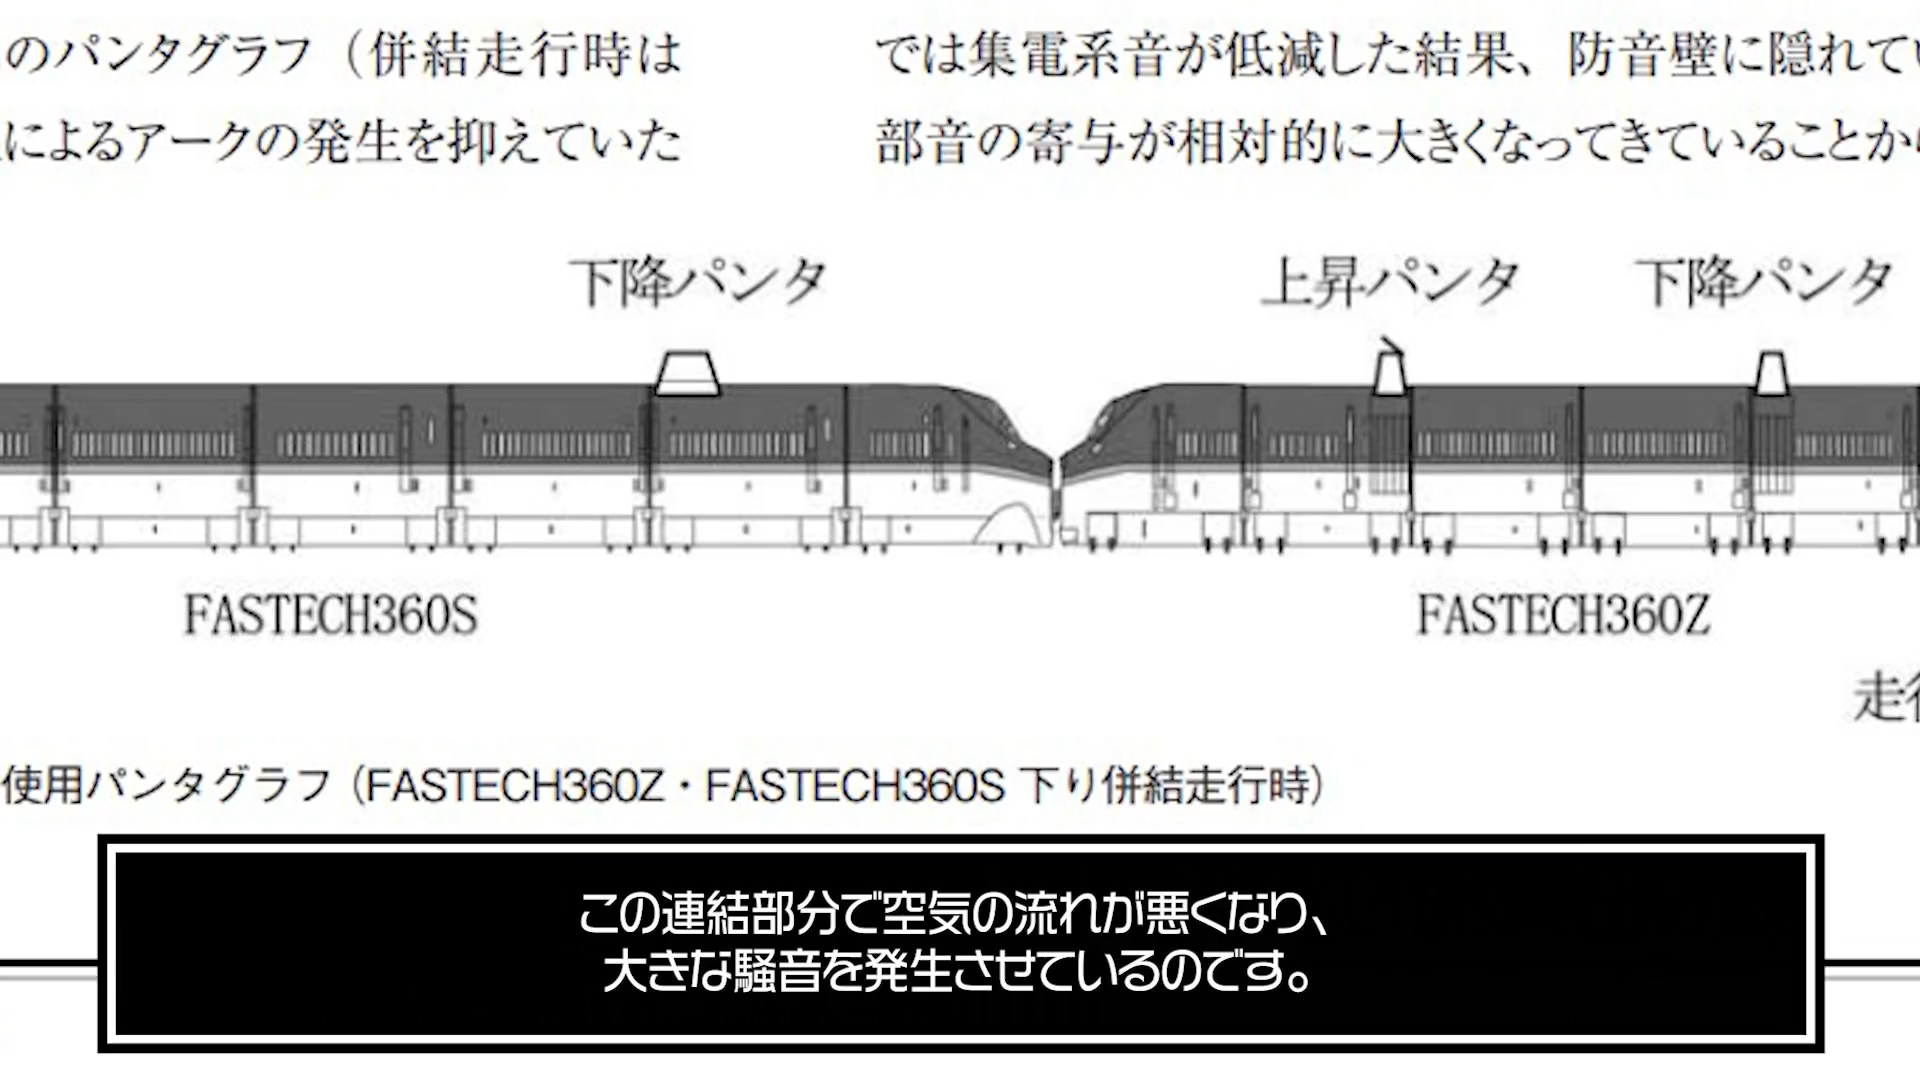 のパンタグラフ（併結走行時は
によるアークの発生を抑えていた
では集電系音が低減した結果、防音壁に隠れてい
部音の寄与が相対的に大きくなってきていることから
下降パンタ
上昇パンタ
下降パンタ
FASTECH360S
FASTECH360Z
走行
使用パンタグラフ（FASTECH360Z・FASTECH360S 下り併結走行時）
この連結部分で空気の流れが悪くなり、
大きな騒音を発生させているのです。